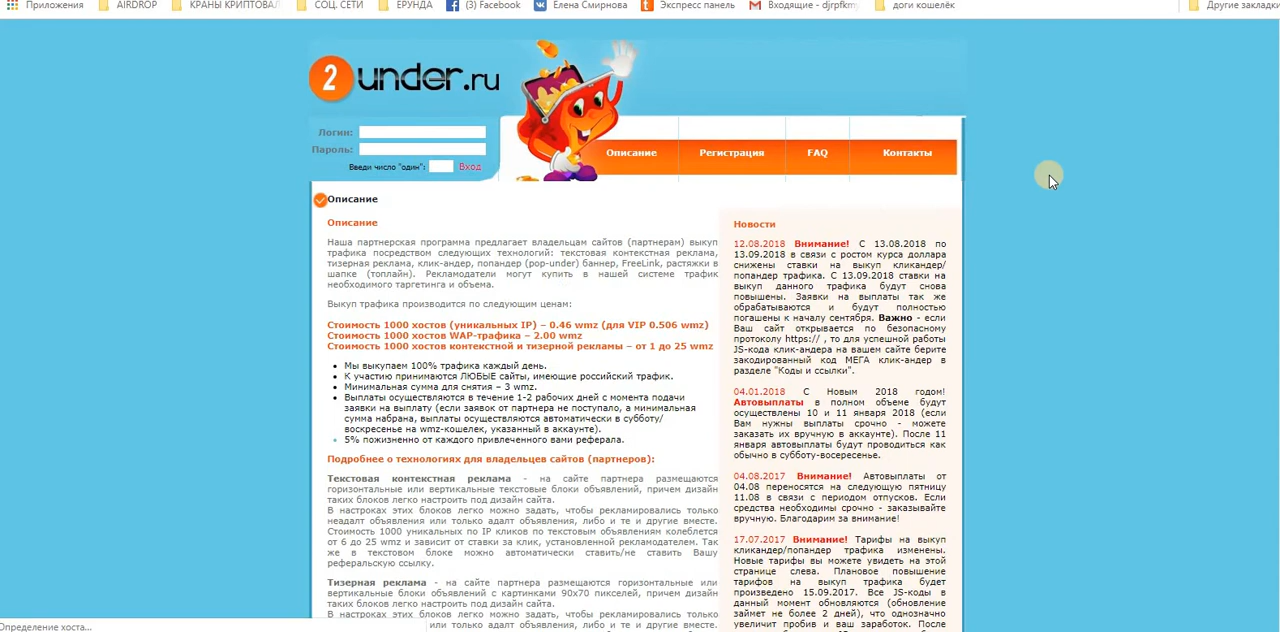 Приложения AIRDROP КРАНЫ КРИПТОВАЛ СОЦ. СЕТИ ЕРУНДА (3) Facebook Елена Смирнова Экспресс панель Входящие - djrpfkm доги кошелёк Другие закладки
2under.ru
Логин:
Пароль:
Введи число "один": Вход
Описание Регистрация FAQ Контакты
Описание
Описание
Наша партнерская программа предлагает владельцам сайтов (партнерам) выкуп
трафика посредством следующих технологий: текстовая контекстная реклама,
тизерная реклама, клик-андер, попандер (pop-under) баннер, FreeLink, растяжки в
шапке (топлайн). Рекламодатели могут купить в нашей системе трафик
необходимого таргетинга и объема.
Выкуп трафика производится по следующим ценам:
Стоимость 1000 хостов (уникальных IP) – 0.46 wmz (для VIP 0.506 wmz)
Стоимость 1000 хостов WAP-трафика – 2.00 wmz
Стоимость 1000 хостов контекстной и тизерной рекламы – от 1 до 25 wmz
• Мы выкупаем 100% трафика каждый день.
• К участию принимаются ЛЮБЫЕ сайты, имеющие российский трафик.
• Минимальная сумма для снятия – 3 wmz.
• Выплаты осуществляются в течение 1-2 рабочих дней с момента подачи
заявки на выплату (если заявок от партнера не поступало, а минимальная
сумма набрана, выплаты осуществляются автоматически в субботу/
воскресенье на wmz-кошелек, указанный в аккаунте).
• 5% пожизненно от каждого привлеченного вами реферала.
Подробнее о технологиях для владельцев сайтов (партнеров):
Текстовая контекстная реклама - на сайте партнера размещаются
горизонтальные или вертикальные текстовые блоки объявлений, причем дизайн
таких блоков легко настроить под дизайн сайта.
В настроках этих блоков легко можно задать, чтобы рекламировались только
неадалт объявления или только адалт объявления, либо и те и другие вместе.
Стоимость 1000 уникальных по IP кликов по текстовым объявлениям колеблется
от 6 до 25 wmz и зависит от ставки за клик, установленной рекламодателем. Так
же в текстовом блоке можно автоматически ставить/не ставить Вашу
реферальскую ссылку.
Тизерная реклама - на сайте партнера размещаются горизонтальные или
вертикальные блоки объявлений с картинками 90х70 пикселей, причем дизайн
таких блоков легко настроить под дизайн сайта.
В настроках этих блоков легко можно задать, чтобы рекламировались только
или только адалт объявления, либо и те и другие вместе.
Новости
12.08.2018 Внимание! С 13.08.2018 по
13.09.2018 в связи с ростом курса доллара
снижены ставки на выкуп кликандер/
попандер трафика. С 13.09.2018 ставки на
выкуп данного трафика будут снова
повышены. Заявки на выплаты так же
обрабатываются и будут полностью
погашены к началу сентября. Важно - если
Ваш сайт открывается по безопасному
протоколу https:// , то для успешной работы
JS-кода клик-андера на вашем сайте берите
закодированный код МЕГА клик-андер в
разделе "Коды и ссылки".
04.01.2018 С Новым 2018 годом!
Автовыплаты в полном объеме будут
осуществлены 10 и 11 января 2018 (если
Вам нужны выплаты срочно - можете
заказать их вручную в аккаунте). После 11
января автовыплаты будут проводиться как
обычно в субботу-восересенье.
04.08.2017 Внимание! Автовыплаты от
04.08 переносятся на следующую пятницу
11.08 в связи с периодом отпусков. Если
средства необходимы срочно - заказывайте
вручную. Благодарим за внимание!
17.07.2017 Внимание! Тарифы на выкуп
кликандер/попандер трафика изменены.
Новые тарифы вы можете увидеть на этой
странице слева. Плановое повышение
тарифов на выкуп трафика будет
произведено 15.09.2017. Все JS-коды в
данный момент обновляются (обновление
займет не более 2 дней), что однозначно
увеличит пробив и ваш заработок. После
Определение хоста...